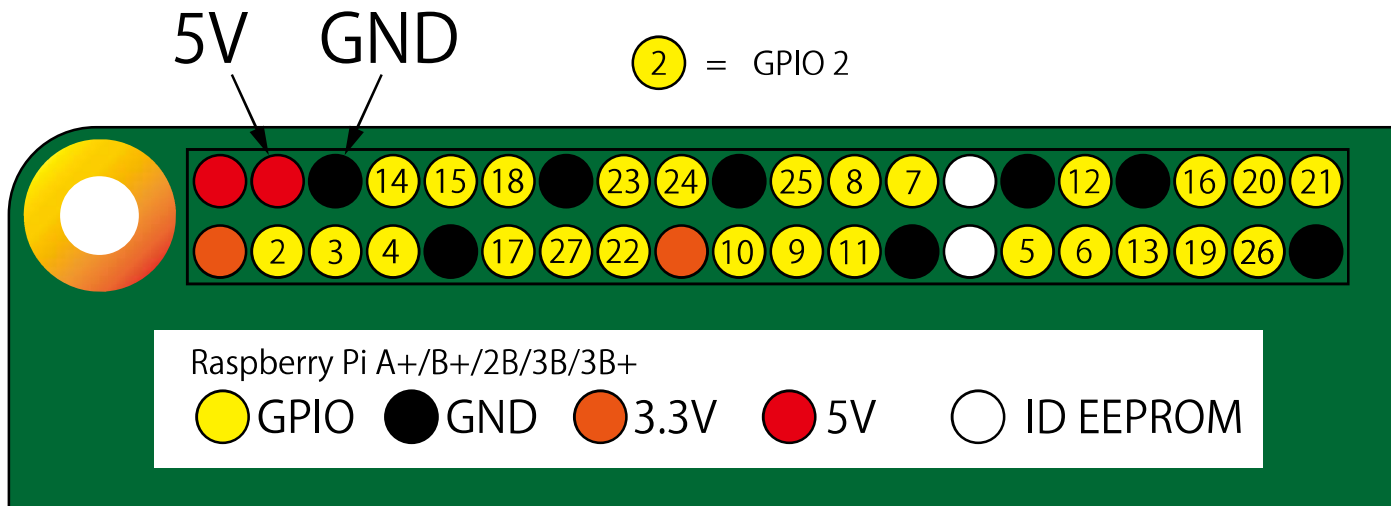 5V GND
2 = GPIO 2
14 15 18 23 24 25 8 7 12 16 20 21
2 3 4 17 27 22 10 9 11 5 6 13 19 26
Raspberry Pi A+/B+/2B/3B/3B+
GPIO GND 3.3V 5V ID EEPROM